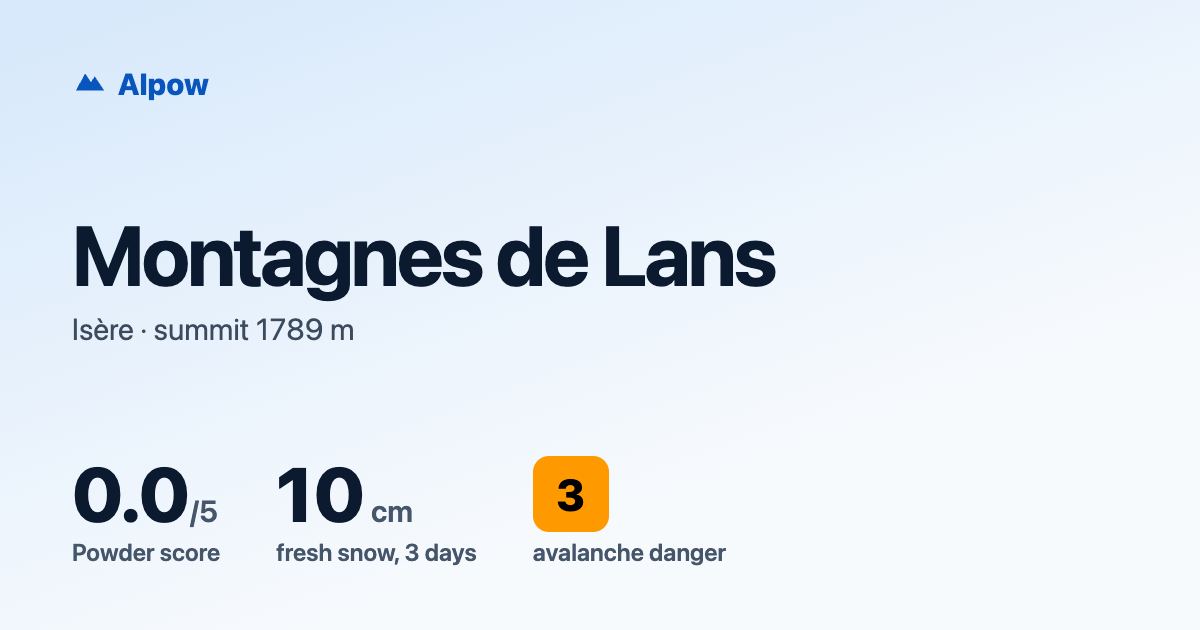 Alpow
Montagnes de Lans
Isère · summit 1789 m
0.0/5
Powder score
10 cm
fresh snow, 3 days
3
avalanche danger